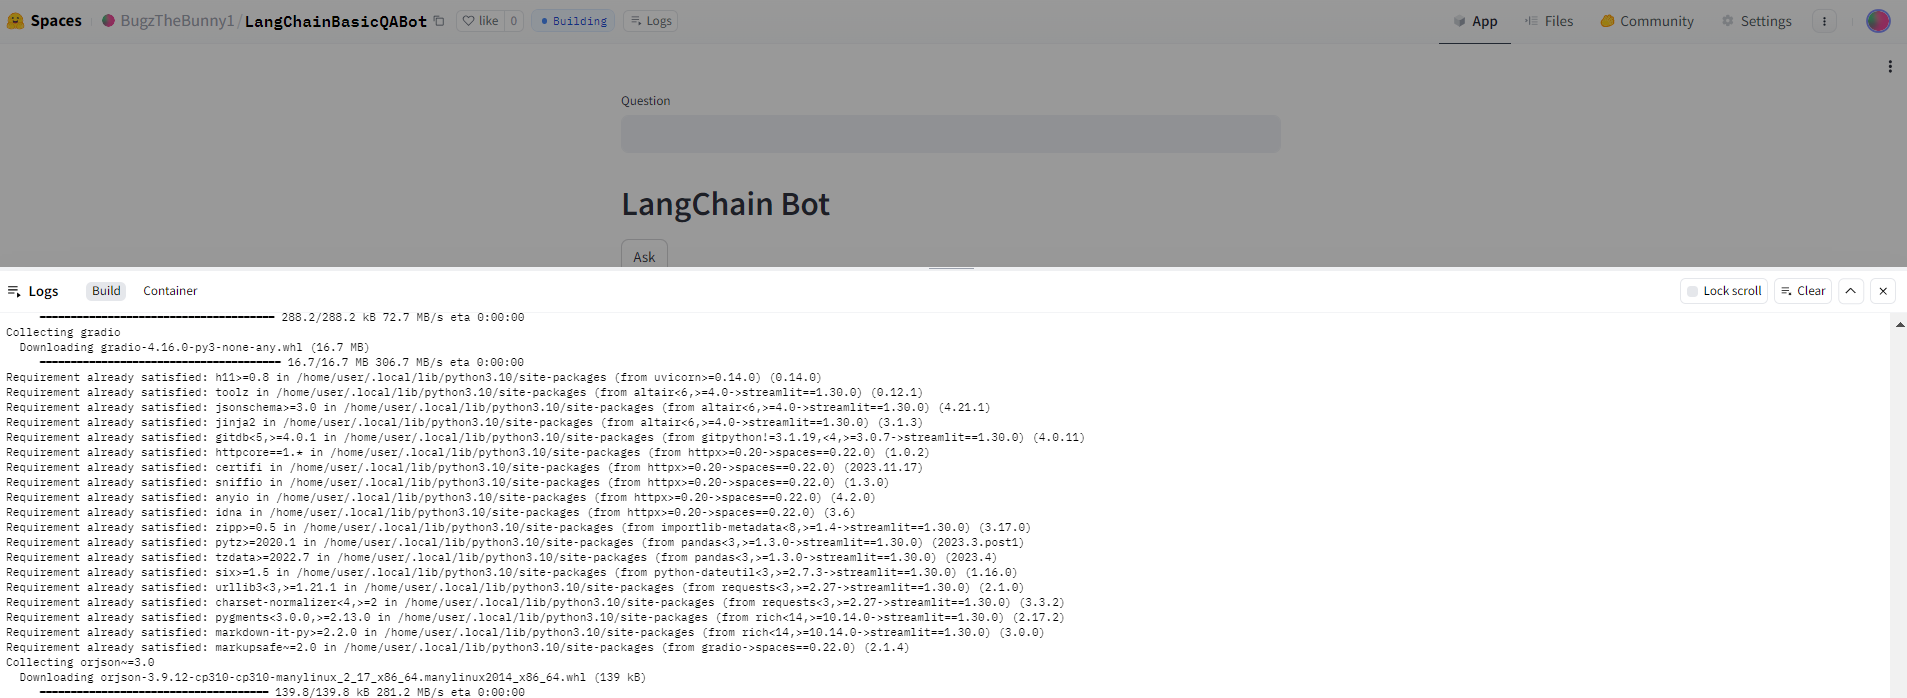 Spaces BugzTheBunny1/LangChainBasicQABot like 0 Building Logs App Files Community Settings
Question
LangChain Bot
Ask
Logs Build Container Lock scroll Clear
288.2/288.2 kB 72.7 MB/s eta 0:00:00
Collecting gradio
Downloading gradio-4.16.0-py3-none-any.whl (16.7 MB)
16.7/16.7 MB 306.7 MB/s eta 0:00:00
Requirement already satisfied: h11>=0.8 in /home/user/.local/lib/python3.10/site-packages (from uvicorn>=0.14.0) (0.14.0)
Requirement already satisfied: toolz in /home/user/.local/lib/python3.10/site-packages (from altair<6,>=4.0->streamlit==1.30.0) (0.12.1)
Requirement already satisfied: jsonschema>=3.0 in /home/user/.local/lib/python3.10/site-packages (from altair<6,>=4.0->streamlit==1.30.0) (4.21.1)
Requirement already satisfied: jinja2 in /home/user/.local/lib/python3.10/site-packages (from altair<6,>=4.0->streamlit==1.30.0) (3.1.3)
Requirement already satisfied: gitdb<5,>=4.0.1 in /home/user/.local/lib/python3.10/site-packages (from gitpython!=3.1.19,<4,>=3.0.7->streamlit==1.30.0) (4.0.11)
Requirement already satisfied: httpcore==1.* in /home/user/.local/lib/python3.10/site-packages (from httpx>=0.20->spaces==0.22.0) (1.0.2)
Requirement already satisfied: certifi in /home/user/.local/lib/python3.10/site-packages (from httpx>=0.20->spaces==0.22.0) (2023.11.17)
Requirement already satisfied: sniffio in /home/user/.local/lib/python3.10/site-packages (from httpx>=0.20->spaces==0.22.0) (1.3.0)
Requirement already satisfied: anyio in /home/user/.local/lib/python3.10/site-packages (from httpx>=0.20->spaces==0.22.0) (4.2.0)
Requirement already satisfied: idna in /home/user/.local/lib/python3.10/site-packages (from httpx>=0.20->spaces==0.22.0) (3.6)
Requirement already satisfied: zipp>=0.5 in /home/user/.local/lib/python3.10/site-packages (from importlib-metadata<8,>=1.4->streamlit==1.30.0) (3.17.0)
Requirement already satisfied: pytz>=2020.1 in /home/user/.local/lib/python3.10/site-packages (from pandas<3,>=1.3.0->streamlit==1.30.0) (2023.3.post1)
Requirement already satisfied: tzdata>=2022.7 in /home/user/.local/lib/python3.10/site-packages (from pandas<3,>=1.3.0->streamlit==1.30.0) (2023.4)
Requirement already satisfied: six>=1.5 in /home/user/.local/lib/python3.10/site-packages (from python-dateutil<3,>=2.7.3->streamlit==1.30.0) (1.16.0)
Requirement already satisfied: urllib3<3,>=1.21.1 in /home/user/.local/lib/python3.10/site-packages (from requests<3,>=2.27->streamlit==1.30.0) (2.1.0)
Requirement already satisfied: charset-normalizer<4,>=2 in /home/user/.local/lib/python3.10/site-packages (from requests<3,>=2.27->streamlit==1.30.0) (3.3.2)
Requirement already satisfied: pygments<3.0.0,>=2.13.0 in /home/user/.local/lib/python3.10/site-packages (from rich<14,>=10.14.0->streamlit==1.30.0) (2.17.2)
Requirement already satisfied: markdown-it-py>=2.2.0 in /home/user/.local/lib/python3.10/site-packages (from rich<14,>=10.14.0->streamlit==1.30.0) (3.0.0)
Requirement already satisfied: markupsafe~=2.0 in /home/user/.local/lib/python3.10/site-packages (from gradio->spaces==0.22.0) (2.1.4)
Collecting orjson~=3.0
Downloading orjson-3.9.12-cp310-cp310-manylinux_2_17_x86_64.manylinux2014_x86_64.whl (139 kB)
139.8/139.8 kB 281.2 MB/s eta 0:00:00